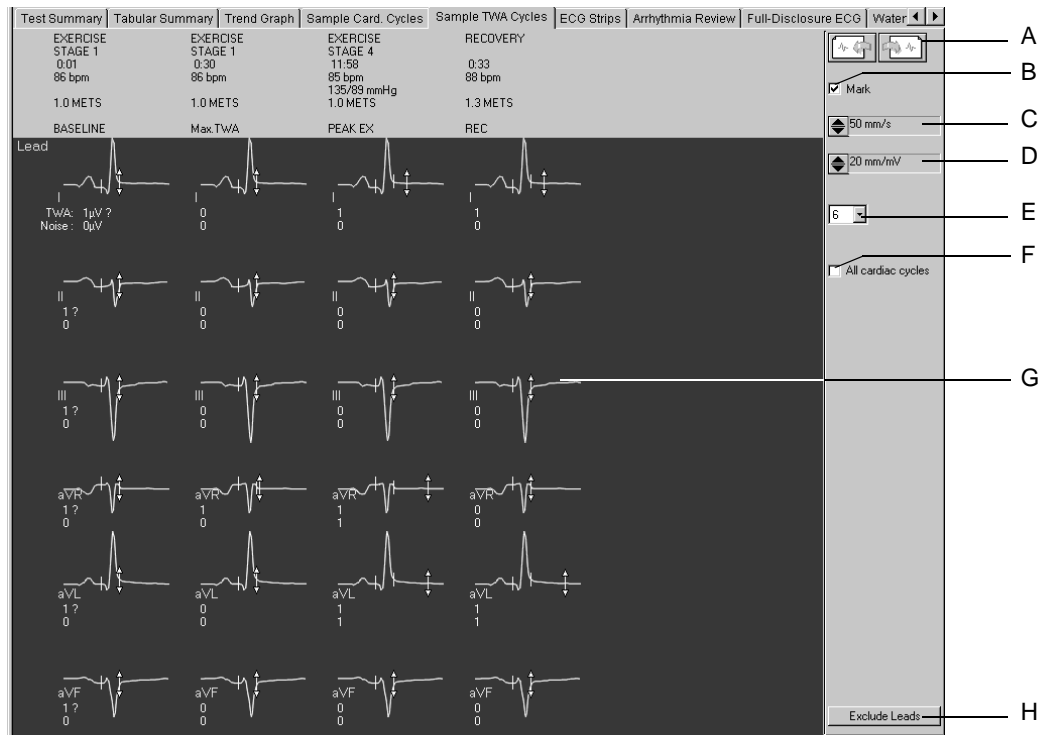 Test Summary Tabular Summary Trend Graph Sample Card. Cycles Sample TWA Cycles ECG Strips Arrhythmia Review Full-Disclosure ECG Water
EXERCISE EXERCISE EXERCISE RECOVERY
STAGE 1 STAGE 1 STAGE 4
0:01 0:30 11:58 0:33
86 bpm 86 bpm 85 bpm 88 bpm
135/89 mmHg
1.0 METS 1.0 METS 1.0 METS 1.3 METS
BASELINE Max.TWA PEAK EX REC
Lead
I I I I
TWA: 1µV ? 0 1 1
Noise : 0µV 0 0 0
II II II II
1 ? 0 0 0
0 0 0 0
III III III III
1 ? 0 0 0
0 0 0 0
aVR aVR aVR aVR
1 ? 1 1 0
0 0 1 0
aVL aVL aVL aVL
1 ? 0 1 1
0 0 1 1
aVF aVF aVF aVF
1 ? 0 0 0
0 0 0 0
A
B
Mark
C
50 mm/s
D
20 mm/mV
E
6
F
All cardiac cycles
G
H
Exclude Leads